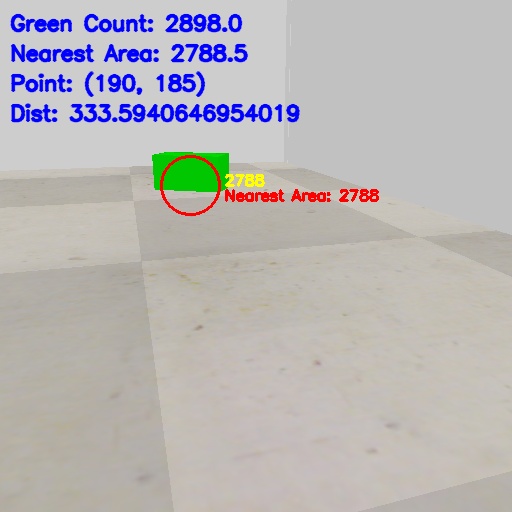 Green Count: 2898.0
Nearest Area: 2788.5
Point: (190, 185)
Dist: 333.5940646954019
2788
Nearest Area: 2788